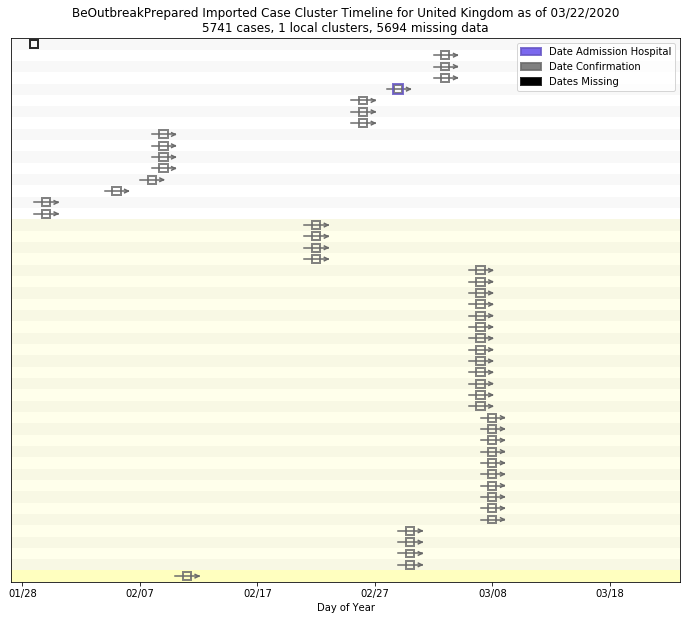 BeOutbreakPrepared Imported Case Cluster Timeline for United Kingdom as of 03/22/2020
5741 cases, 1 local clusters, 5694 missing data
Date Admission Hospital
Date Confirmation
Dates Missing
01/28 02/07 02/17 02/27 03/08 03/18
Day of Year